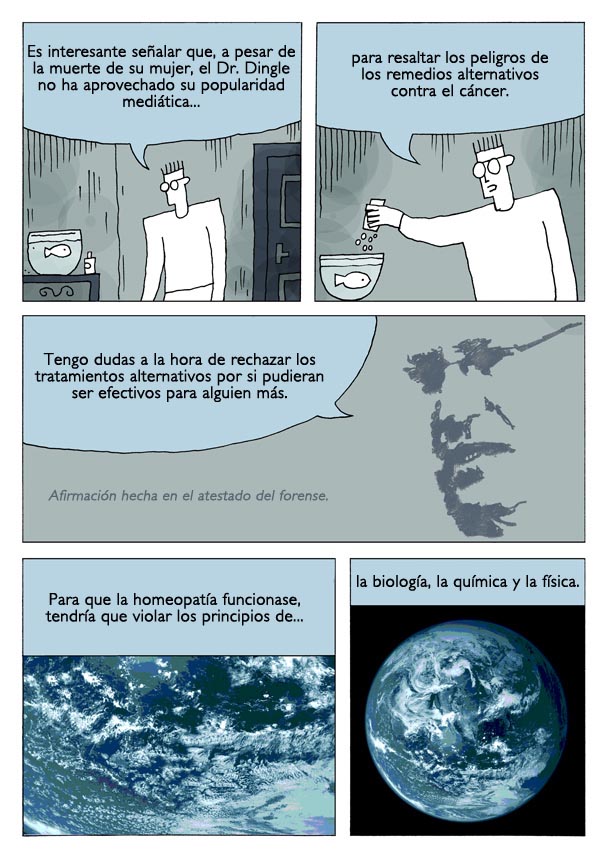 Es interesante señalar que, a pesar de
la muerte de su mujer, el Dr. Dingle
no ha aprovechado su popularidad
mediática...
para resaltar los peligros de
los remedios alternativos
contra el cáncer.
Tengo dudas a la hora de rechazar los
tratamientos alternativos por si pudieran
ser efectivos para alguien más.
Afirmación hecha en el atestado del forense.
Para que la homeopatía funcionase,
tendría que violar los principios de...
la biología, la química y la física.